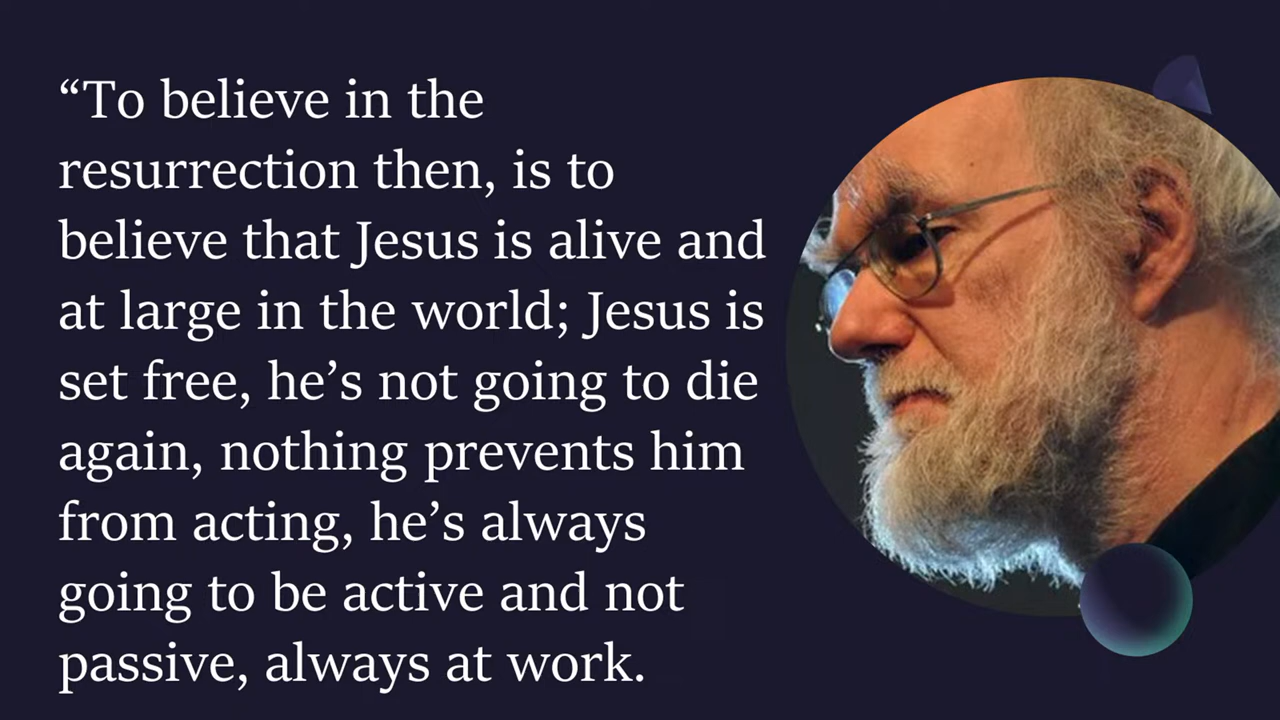 “To believe in the
resurrection then, is to
believe that Jesus is alive and
at large in the world; Jesus is
set free, he’s not going to die
again, nothing prevents him
from acting, he’s always
going to be active and not
passive, always at work.